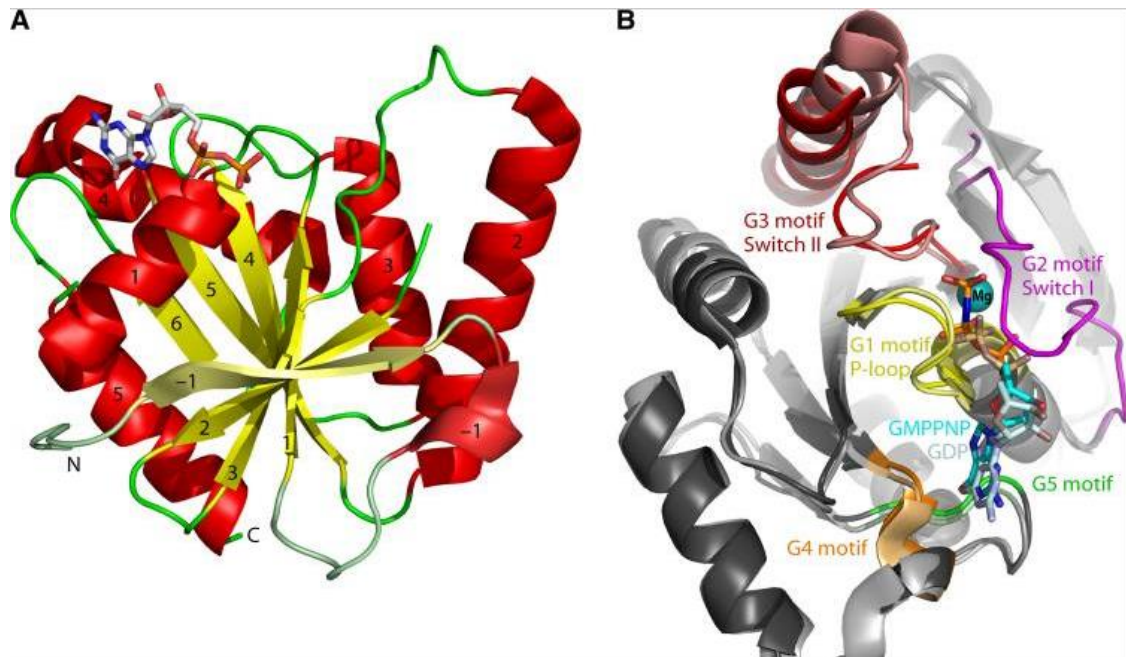 A
B
4
1
5
6
4
5
3
2
-1
2
1
3
-1
N
C
G3 motif
Switch II
G2 motif
Switch I
Mg
G1 motif
P-loop
GMPPNP
GDP
G5 motif
G4 motif